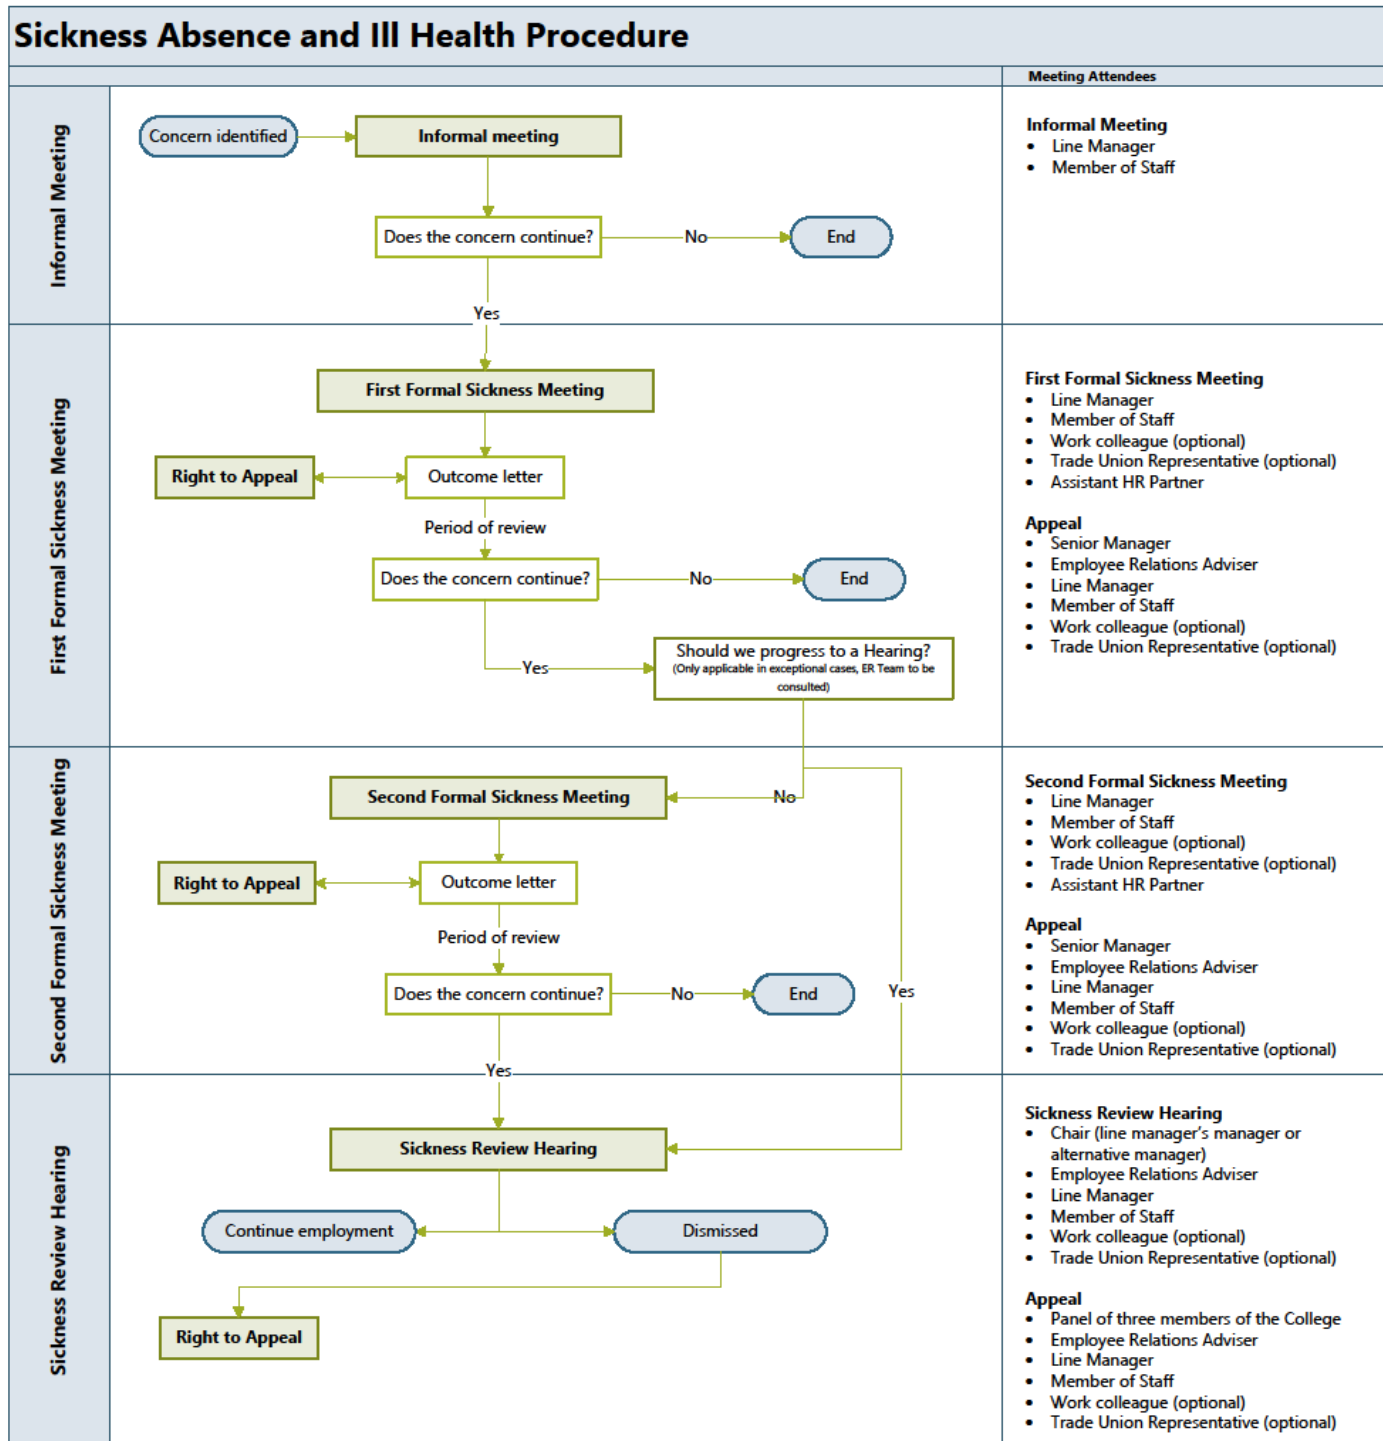 Sickness Absence and Ill Health Procedure
Meeting Attendees
Informal Meeting
Concern identified
Informal meeting
Does the concern continue?
No
End
Yes
Informal Meeting
• Line Manager
• Member of Staff
First Formal Sickness Meeting
First Formal Sickness Meeting
Right to Appeal
Outcome letter
Period of review
Does the concern continue?
No
End
Yes
Should we progress to a Hearing?
(Only applicable in exceptional cases, ER Team to be
consulted)
First Formal Sickness Meeting
• Line Manager
• Member of Staff
• Work colleague (optional)
• Trade Union Representative (optional)
• Assistant HR Partner
Appeal
• Senior Manager
• Employee Relations Adviser
• Line Manager
• Member of Staff
• Work colleague (optional)
• Trade Union Representative (optional)
Second Formal Sickness Meeting
Second Formal Sickness Meeting
No
Right to Appeal
Outcome letter
Period of review
Does the concern continue?
No
End
Yes
Yes
Second Formal Sickness Meeting
• Line Manager
• Member of Staff
• Work colleague (optional)
• Trade Union Representative (optional)
• Assistant HR Partner
Appeal
• Senior Manager
• Employee Relations Adviser
• Line Manager
• Member of Staff
• Work colleague (optional)
• Trade Union Representative (optional)
Sickness Review Hearing
Sickness Review Hearing
Continue employment
Dismissed
Right to Appeal
Sickness Review Hearing
• Chair (line manager's manager or
alternative manager)
• Employee Relations Adviser
• Line Manager
• Member of Staff
• Work colleague (optional)
• Trade Union Representative (optional)
Appeal
• Panel of three members of the College
• Employee Relations Adviser
• Line Manager
• Member of Staff
• Work colleague (optional)
• Trade Union Representative (optional)